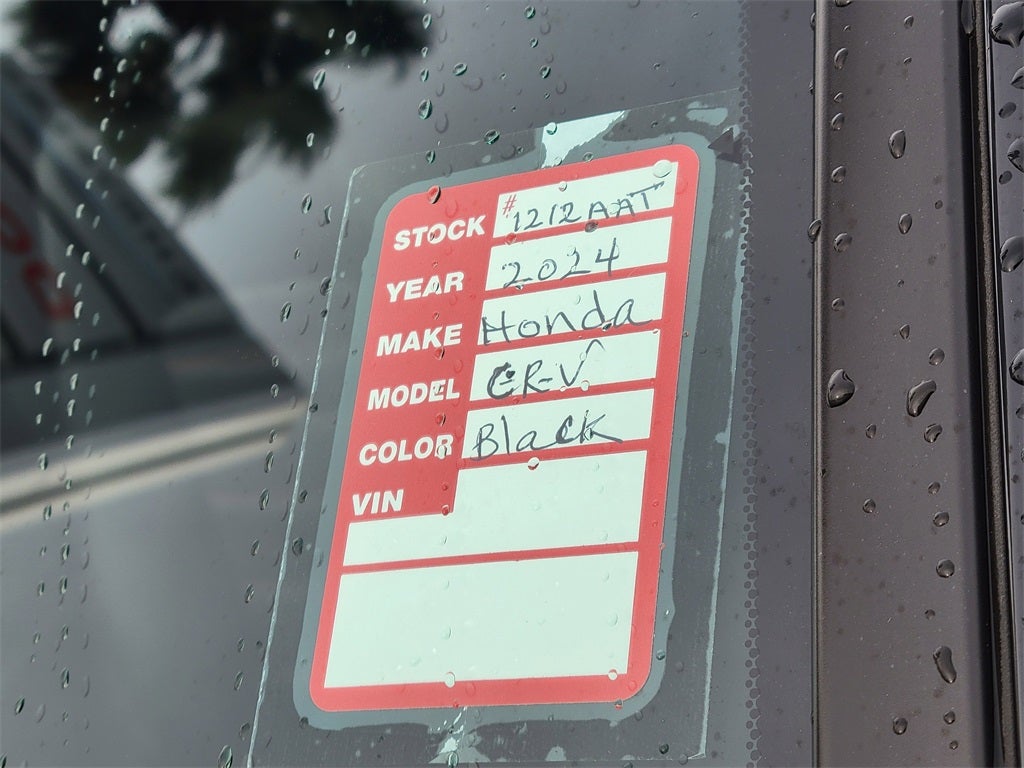 STOCK # 1212AAT
YEAR 2024
MAKE Honda
MODEL CR-V
COLOR Black
VIN